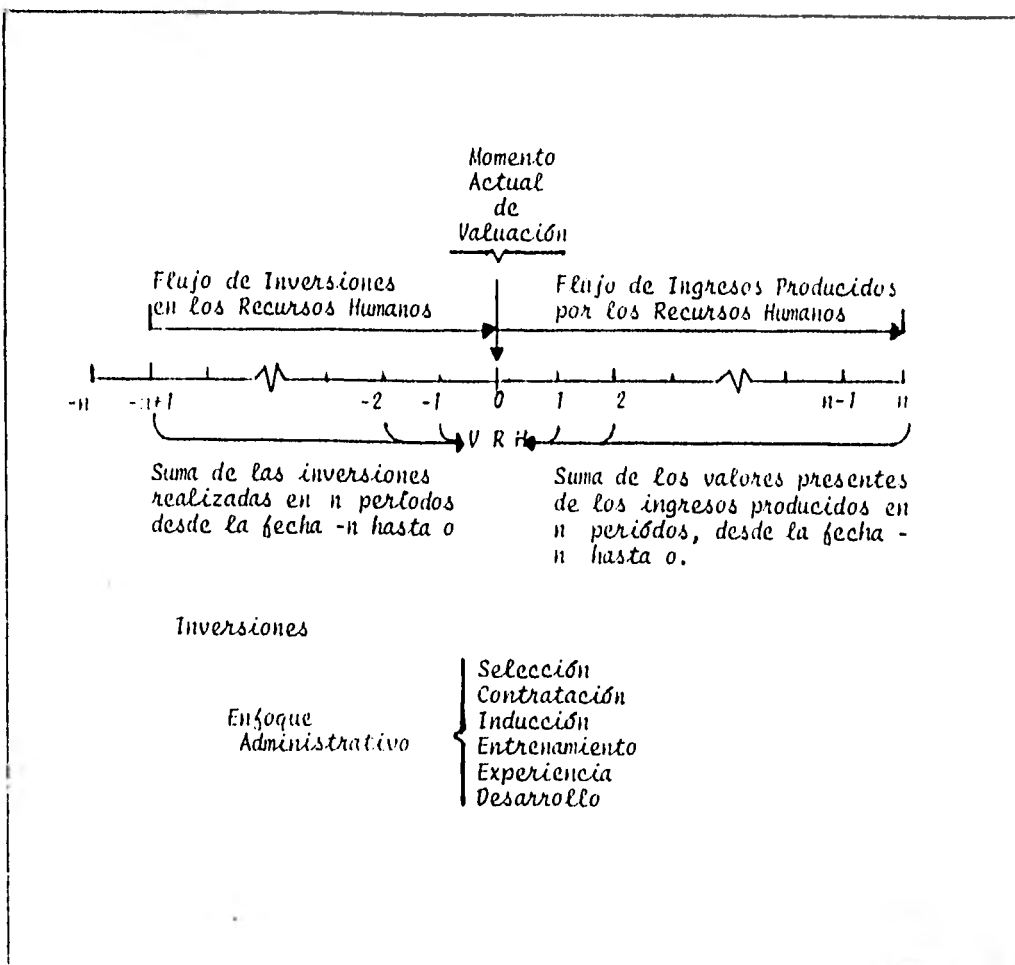 Momento
Actual
de
Valuación
Flujo de Inversiones
en los Recursos Humanos
Flujo de Ingresos Producidos
por los Recursos Humanos
-n -n+1 -2 -1 0 1 2 n-1 n
V R H
Suma de las inversiones
realizadas en n períodos
desde la fecha -n hasta o
Suma de los valores presentes
de los ingresos producidos en
n periódos, desde la fecha -
n hasta o.
Inversiones
Enfoque
Administrativo
Selección
Contratación
Inducción
Entrenamiento
Experiencia
Desarrollo